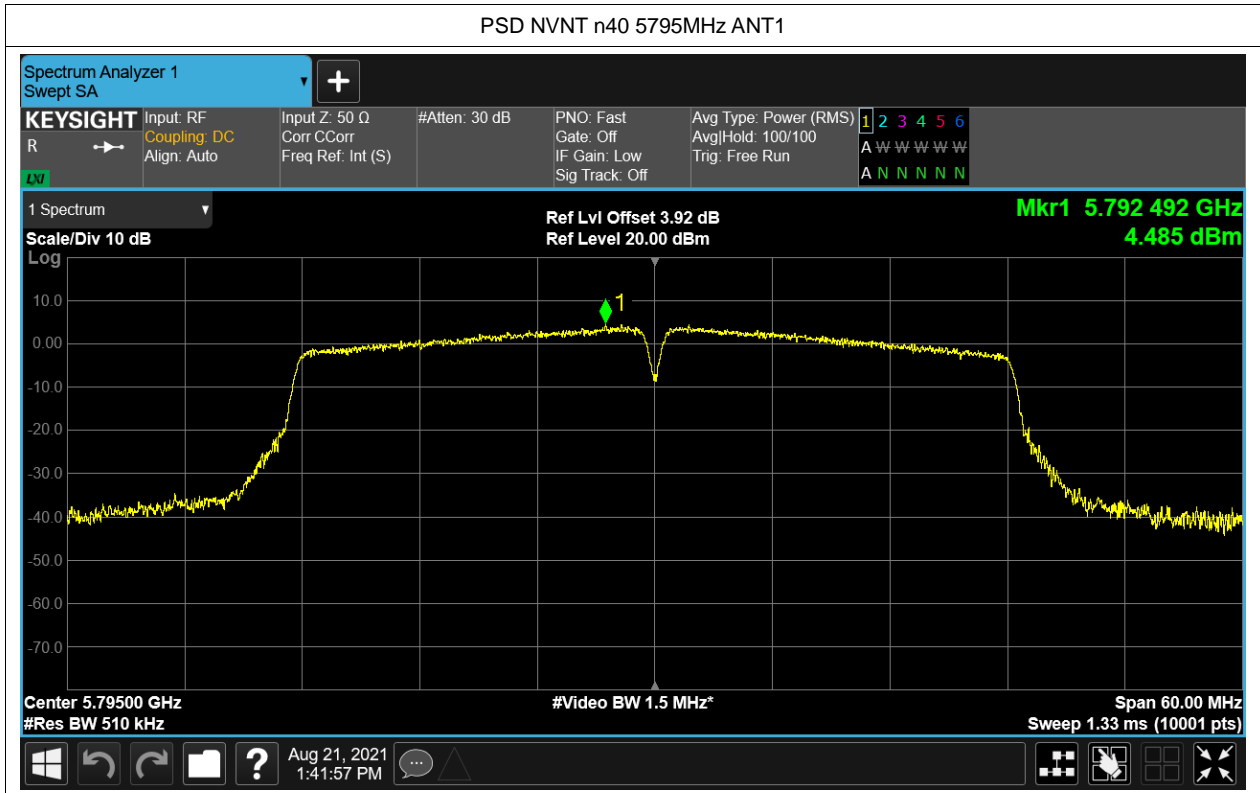 PSD NVNT n40 5795MHz ANT1
Spectrum Analyzer 1
Swept SA
+
KEYSIGHT
R
LXI
Input: RF
Coupling: DC
Align: Auto
Input Z: 50 Ω
Corr CCorr
Freq Ref: Int (S)
#Atten: 30 dB
PNO: Fast
Gate: Off
IF Gain: Low
Sig Track: Off
Avg Type: Power (RMS)
Avg|Hold: 100/100
Trig: Free Run
1 2 3 4 5 6
A W W W W W
A N N N N N
1 Spectrum
Scale/Div 10 dB
Log
Ref Lvl Offset 3.92 dB
Ref Level 20.00 dBm
Mkr1 5.792 492 GHz
4.485 dBm
1
10.0
0.00
-10.0
-20.0
-30.0
-40.0
-50.0
-60.0
-70.0
Center 5.79500 GHz
#Res BW 510 kHz
#Video BW 1.5 MHz*
Span 60.00 MHz
Sweep 1.33 ms (10001 pts)
?
Aug 21, 2021
1:41:57 PM